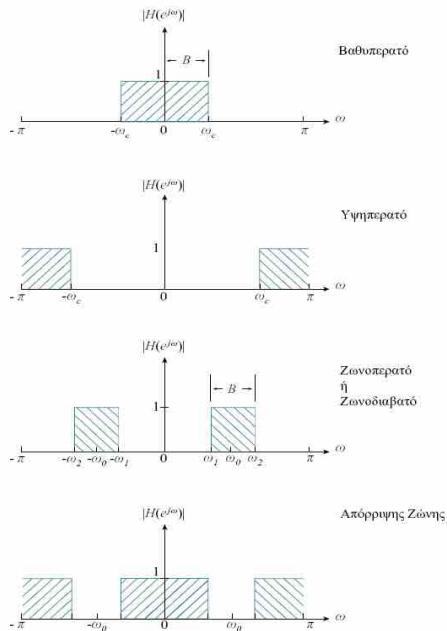 |H(e^{jω})|
Βαθυπερατό
← B →
1
-π -ω_c 0 ω_c π ω
|H(e^{jω})|
Υψηπερατό
1
-π -ω_c 0 ω_c π ω
|H(e^{jω})|
Ζωνοπερατό
ή
Ζωνοδιαβατό
← B →
1
-π -ω_2 -ω_0 -ω_1 0 ω_1 ω_0 ω_2 π ω
|H(e^{jω})|
Απόρριψης Ζώνης
1
-π -ω_0 0 ω_0 π ω